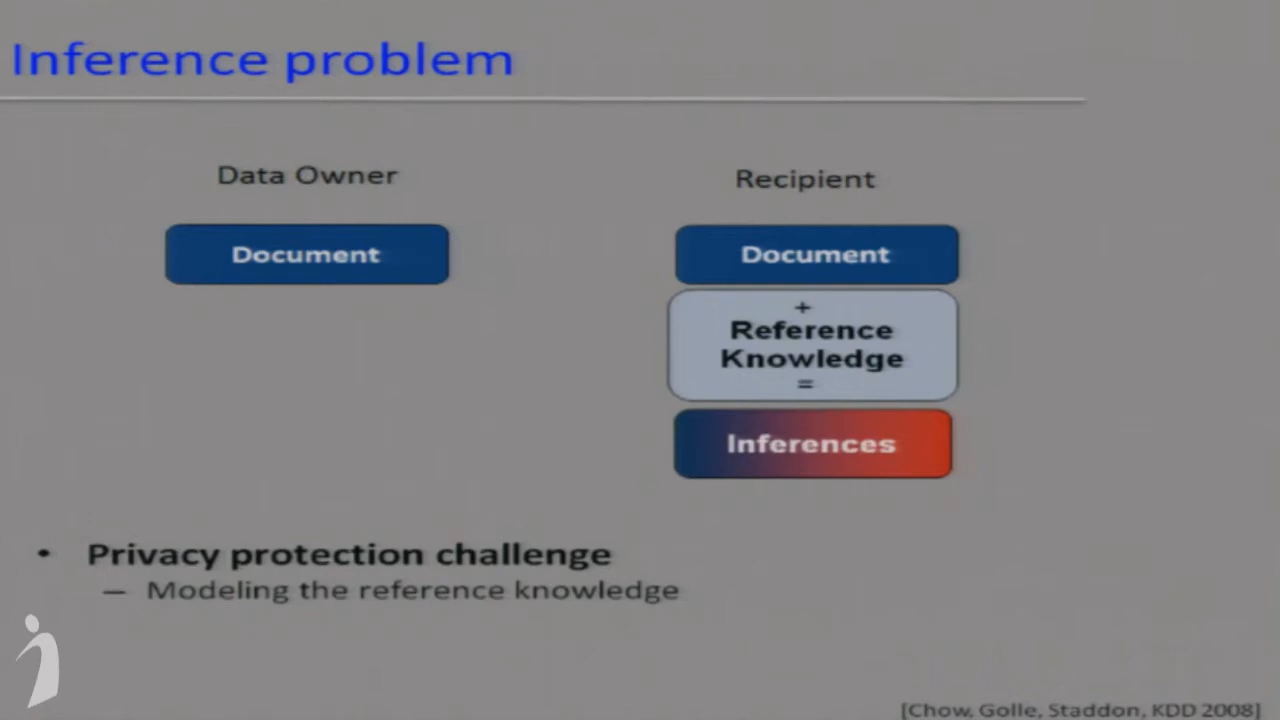 Inference problem
Data Owner
Recipient
Document
Document
+
Reference
Knowledge
=
Inferences
• Privacy protection challenge
– Modeling the reference knowledge
[Chow, Golle, Staddon, KDD 2008]